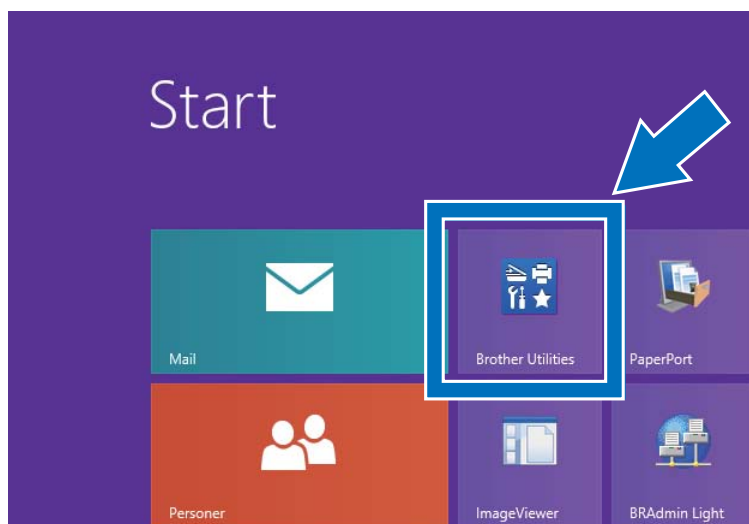 Start
Mail
Brother Utilities
PaperPort
Personer
ImageViewer
BRAdmin Light